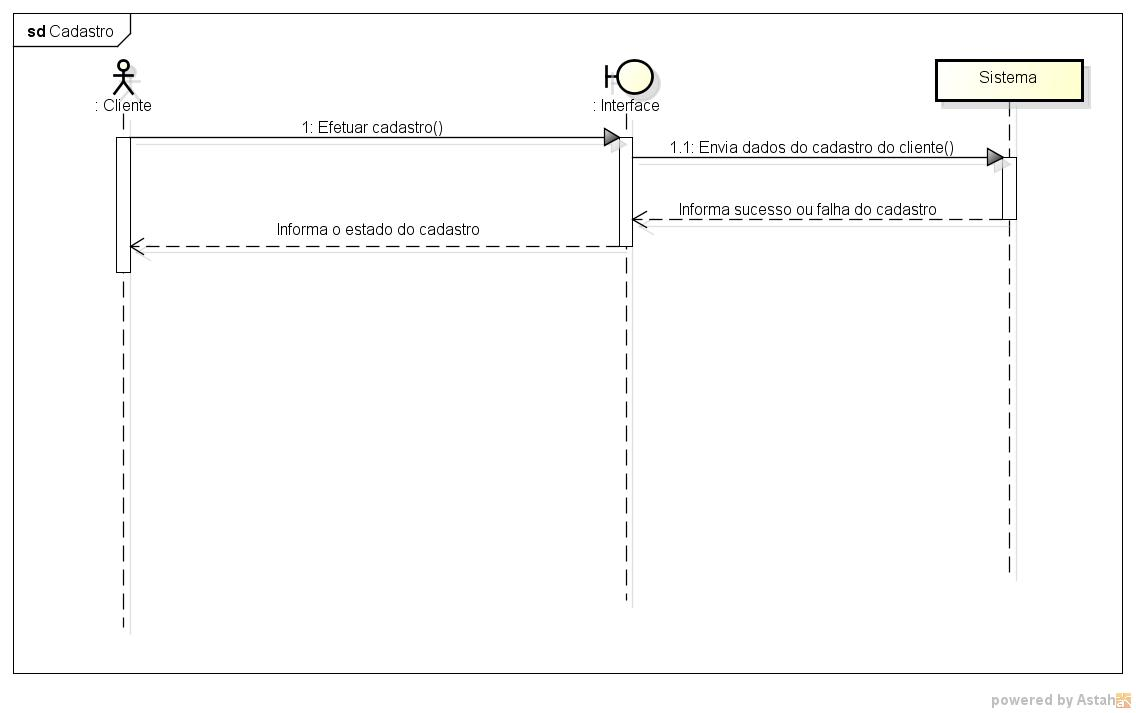 sd Cadastro
: Cliente
: Interface
Sistema
1: Efetuar cadastro()
1.1: Envia dados do cadastro do cliente()
Informa sucesso ou falha do cadastro
Informa o estado do cadastro
powered by Astah